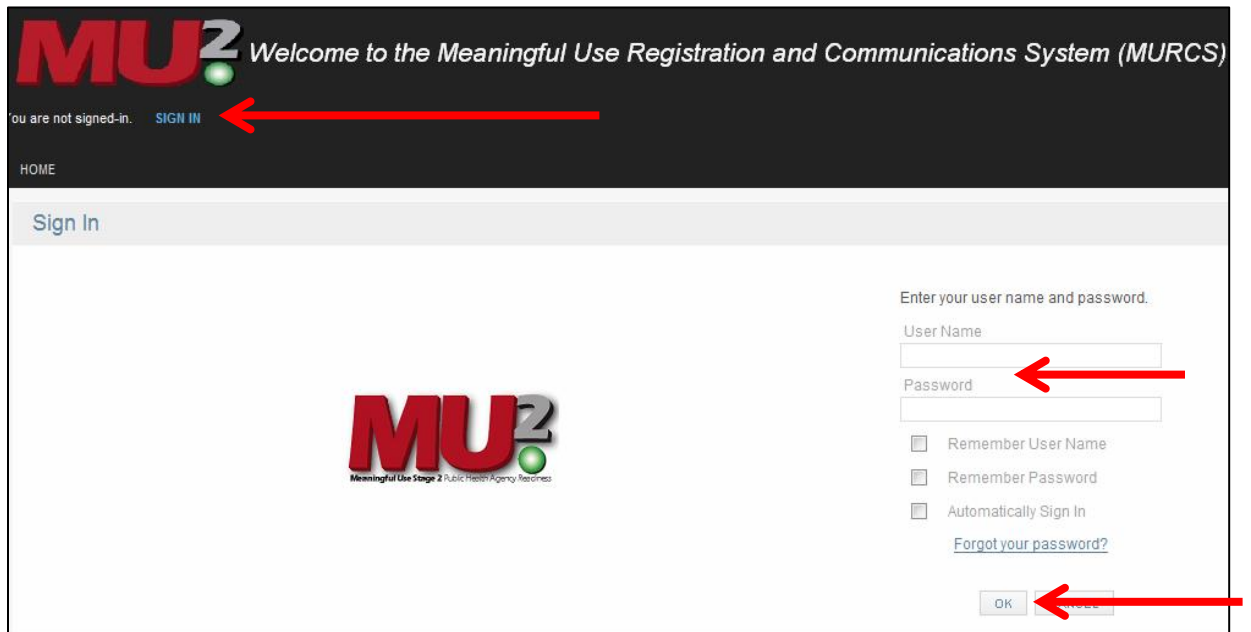 MU2 Welcome to the Meaningful Use Registration and Communications System (MURCS)
You are not signed-in. SIGN IN
HOME
Sign In
Enter your user name and password.
User Name
Password
MU2
Meaningful Use Stage 2 Public Health Agency Readiness
Remember User Name
Remember Password
Automatically Sign In
Forgot your password?
OK CANCEL